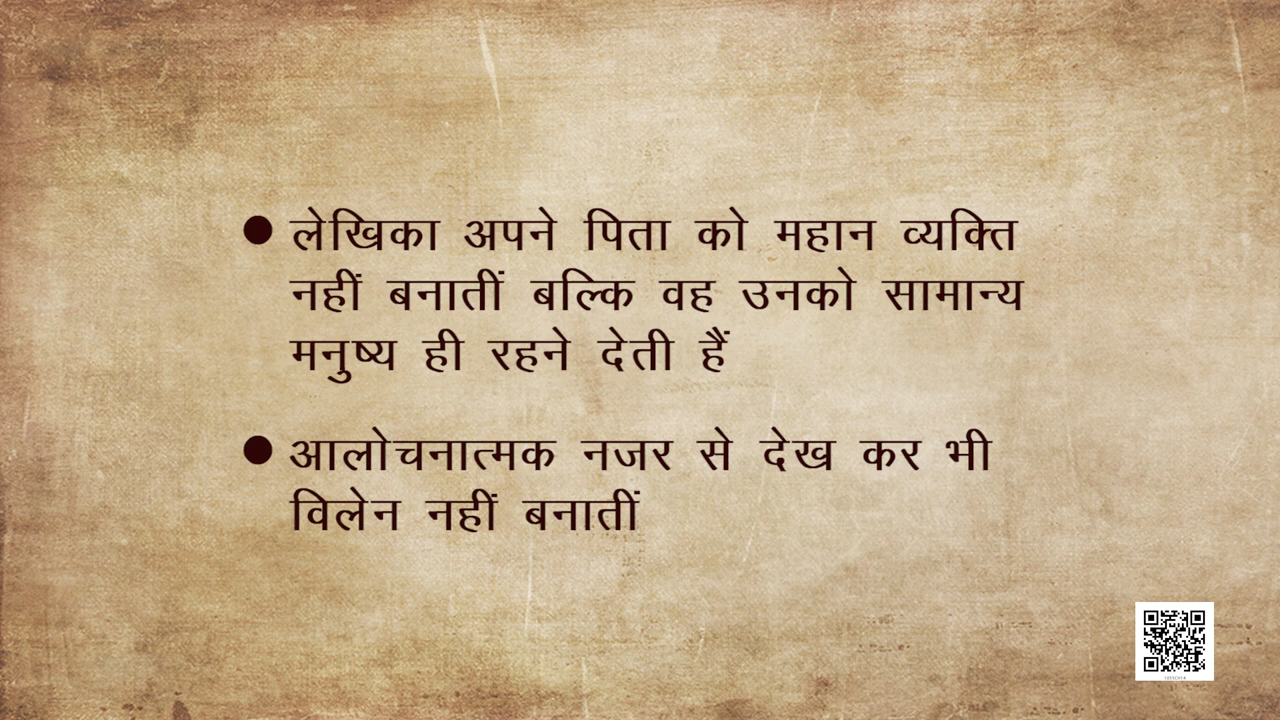 ● लेखिका अपने पिता को महान व्यक्ति
नहीं बनातीं बल्कि वह उनको सामान्य
मनुष्य ही रहने देती हैं
● आलोचनात्मक नजर से देख कर भी
विलेन नहीं बनातीं